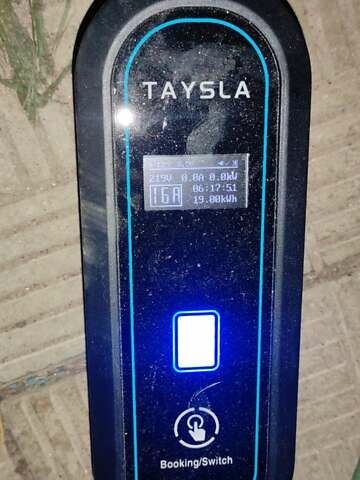 TAYSLA
219V 0.0A 0.0kW
16A
06:17:51
19.00kWh
Booking/Switch